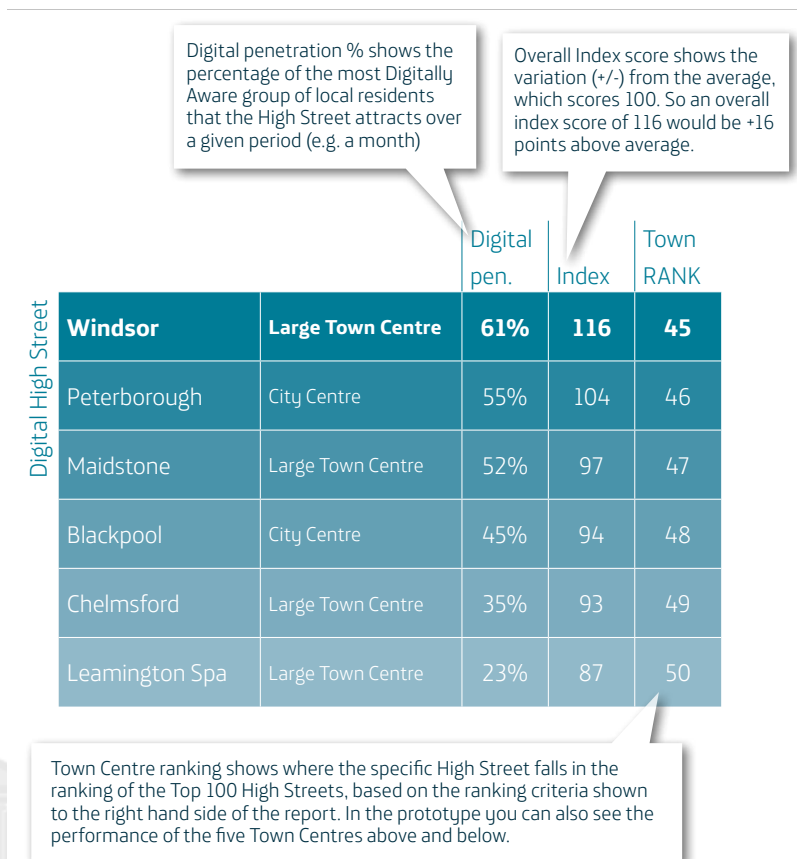 Digital penetration % shows the
percentage of the most Digitally
Aware group of local residents
that the High Street attracts over
a given period (e.g. a month)
Overall Index score shows the
variation (+/-) from the average,
which scores 100. So an overall
index score of 116 would be +16
points above average.
Digital pen. Index Town RANK
Digital High Street
Windsor Large Town Centre 61% 116 45
Peterborough City Centre 55% 104 46
Maidstone Large Town Centre 52% 97 47
Blackpool City Centre 45% 94 48
Chelmsford Large Town Centre 35% 93 49
Leamington Spa Large Town Centre 23% 87 50
Town Centre ranking shows where the specific High Street falls in the
ranking of the Top 100 High Streets, based on the ranking criteria shown
to the right hand side of the report. In the prototype you can also see the
performance of the five Town Centres above and below.